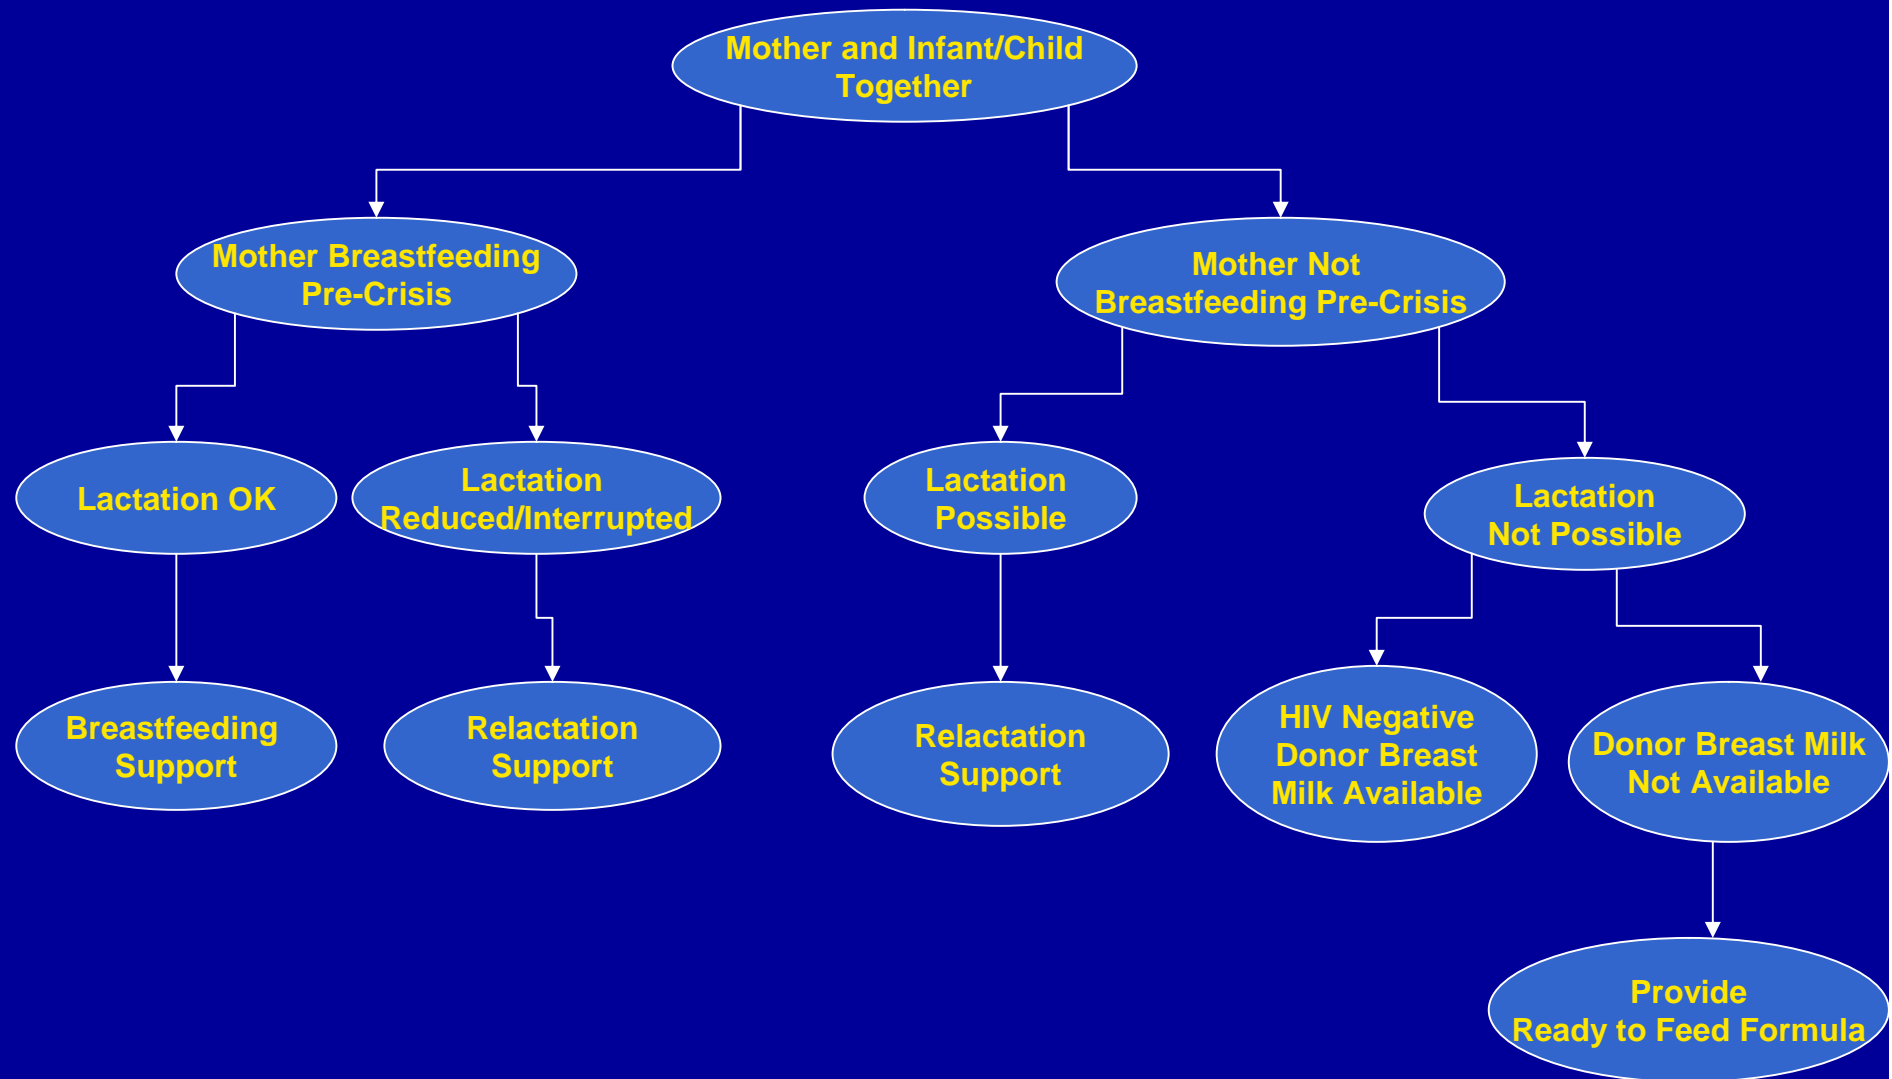 Mother and Infant/Child
Together
Mother Breastfeeding
Pre-Crisis
Mother Not
Breastfeeding Pre-Crisis
Lactation OK
Lactation
Reduced/Interrupted
Lactation
Possible
Lactation
Not Possible
Breastfeeding
Support
Relactation
Support
Relactation
Support
HIV Negative
Donor Breast
Milk Available
Donor Breast Milk
Not Available
Provide
Ready to Feed Formula